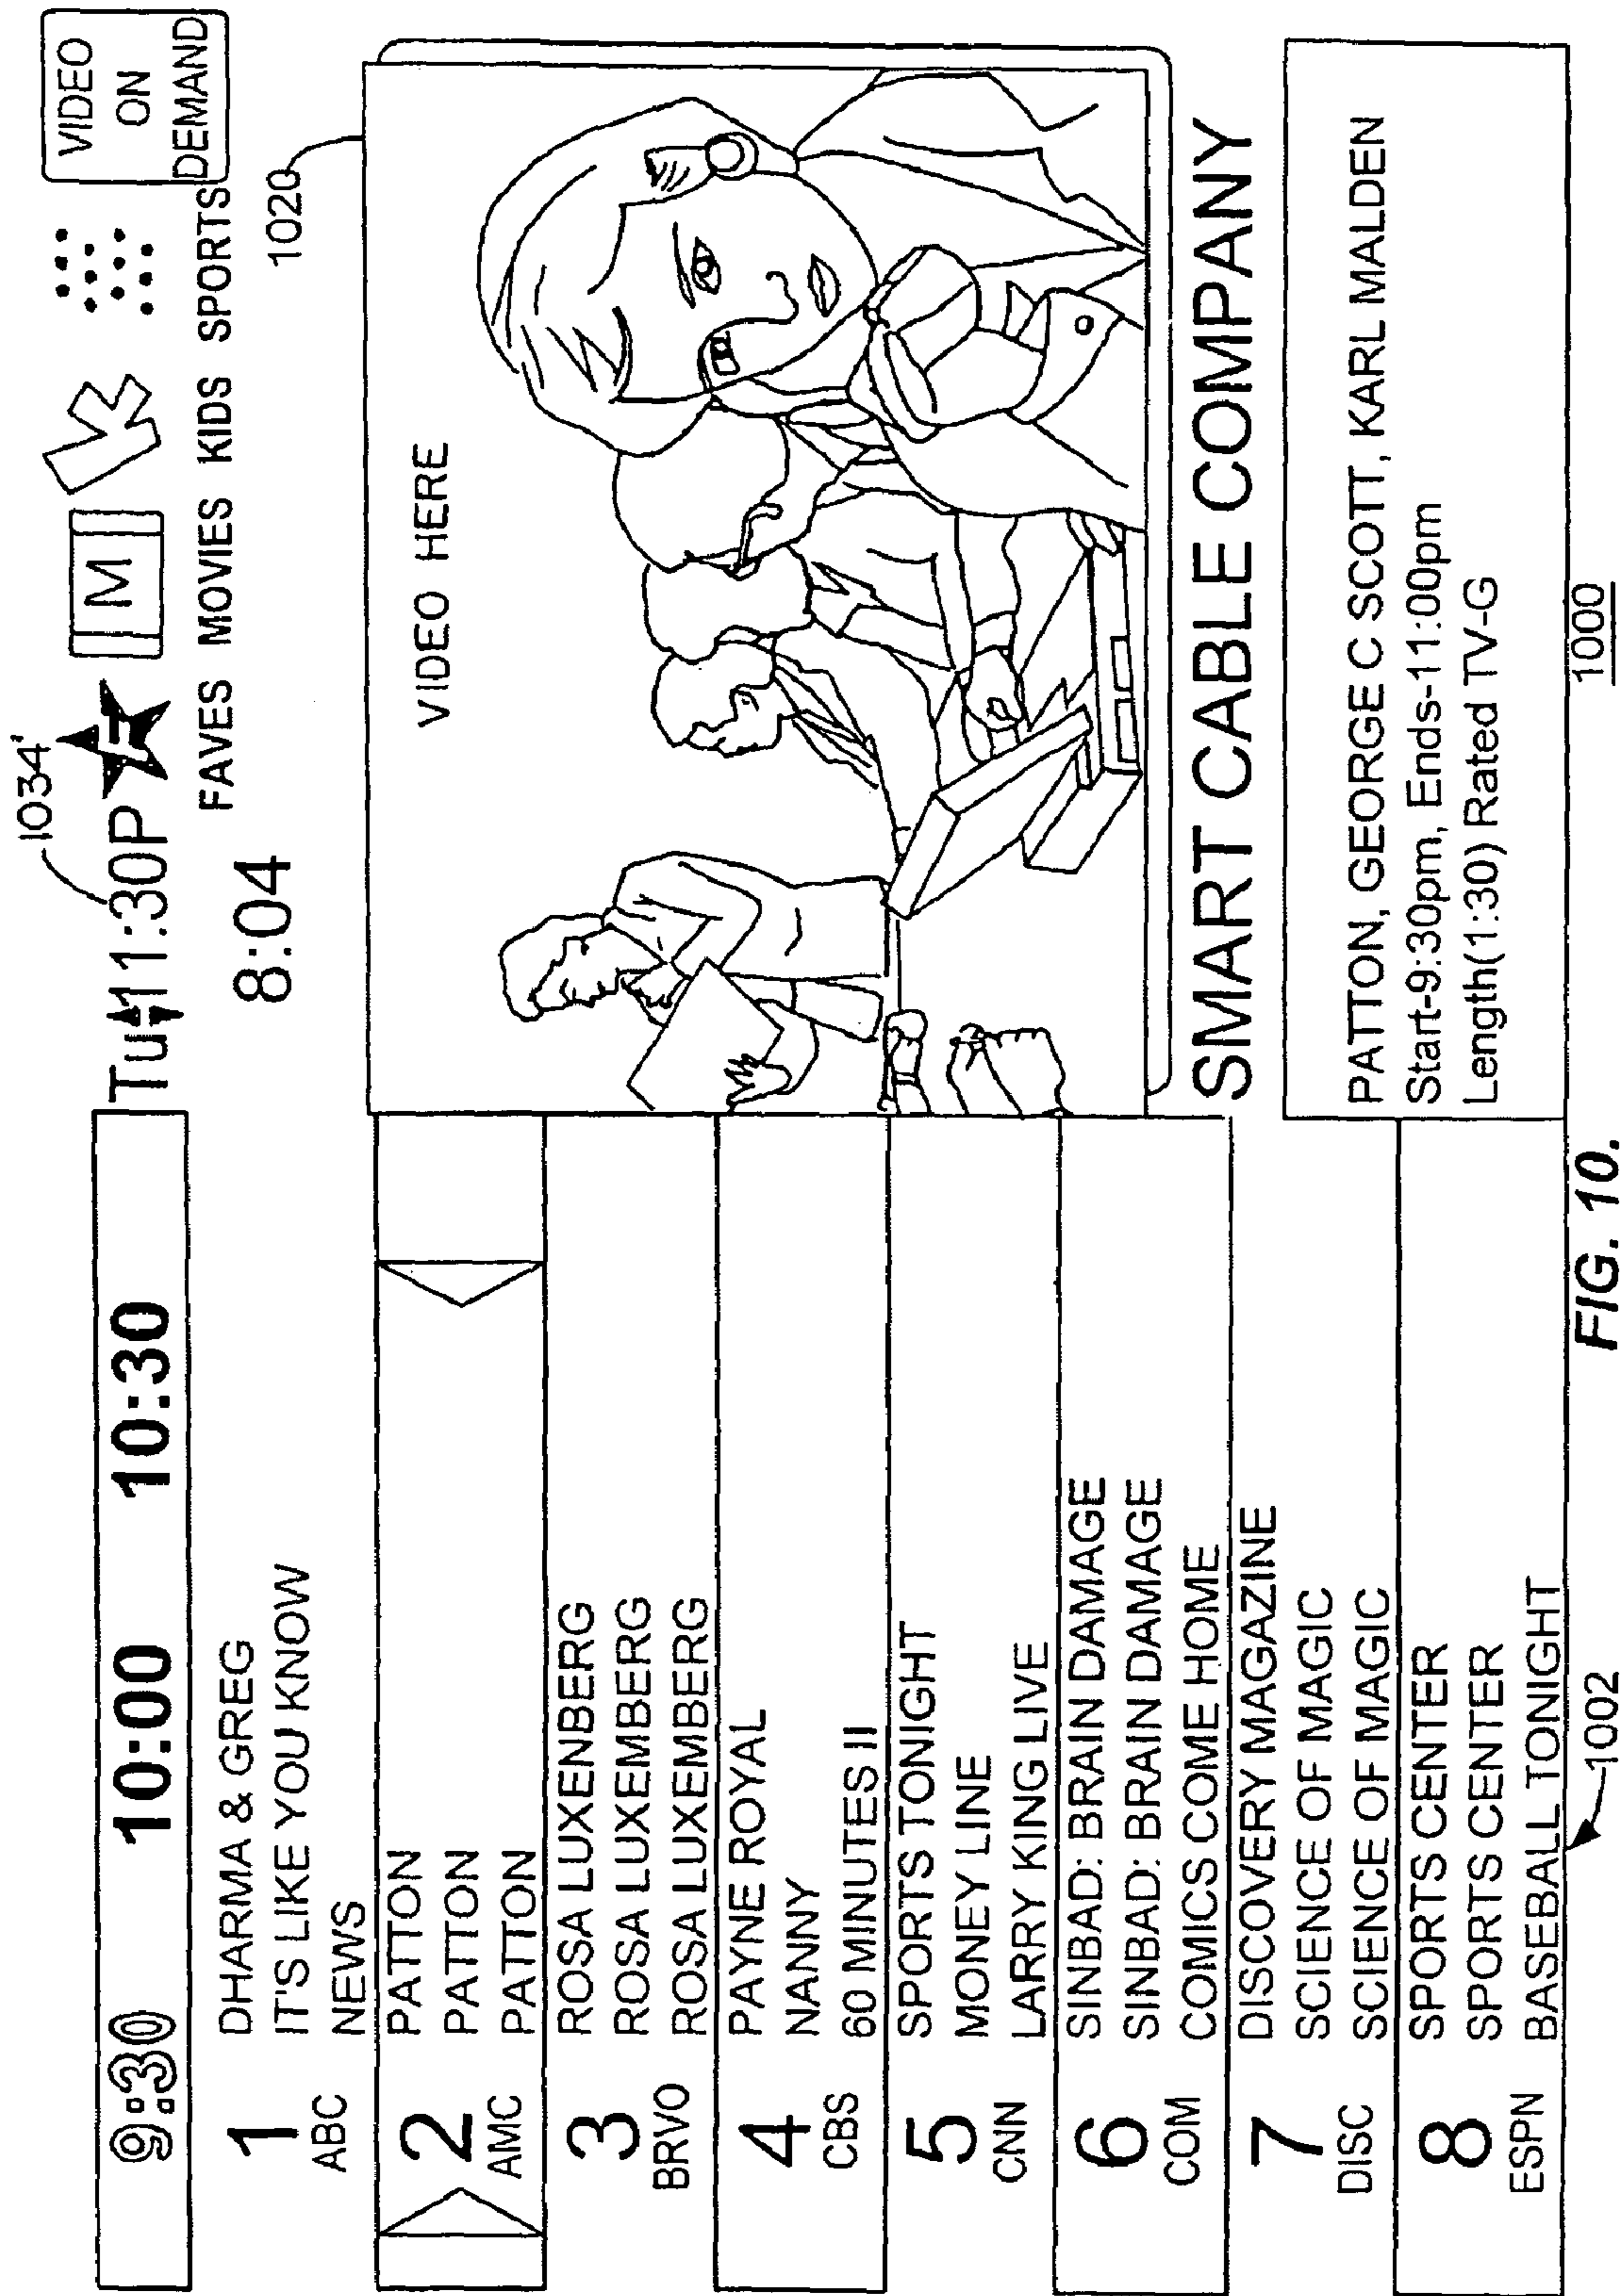 1034'
9:30 10:00 10:30
Tu 11:30P
F
M
VIDEO
ON
DEMAND
FAVES MOVIES KIDS SPORTS
8:04
1020
1
ABC
DHARMA & GREG
IT'S LIKE YOU KNOW
NEWS
2
AMC
PATTON
PATTON
PATTON
3
BRVO
ROSA LUXENBERG
ROSA LUXEMBERG
ROSA LUXEMBERG
4
CBS
PAYNE ROYAL
NANNY
60 MINUTES II
5
CNN
SPORTS TONIGHT
MONEY LINE
LARRY KING LIVE
6
COM
SINBAD: BRAIN DAMAGE
SINBAD: BRAIN DAMAGE
COMICS COME HOME
7
DISC
DISCOVERY MAGAZINE
SCIENCE OF MAGIC
SCIENCE OF MAGIC
8
ESPN
SPORTS CENTER
SPORTS CENTER
BASEBALL TONIGHT
VIDEO HERE
SMART CABLE COMPANY
PATTON, GEORGE C SCOTT, KARL MALDEN
Start-9:30pm, Ends-11:00pm
Length(1:30) Rated TV-G
1002
1000
FIG. 10.